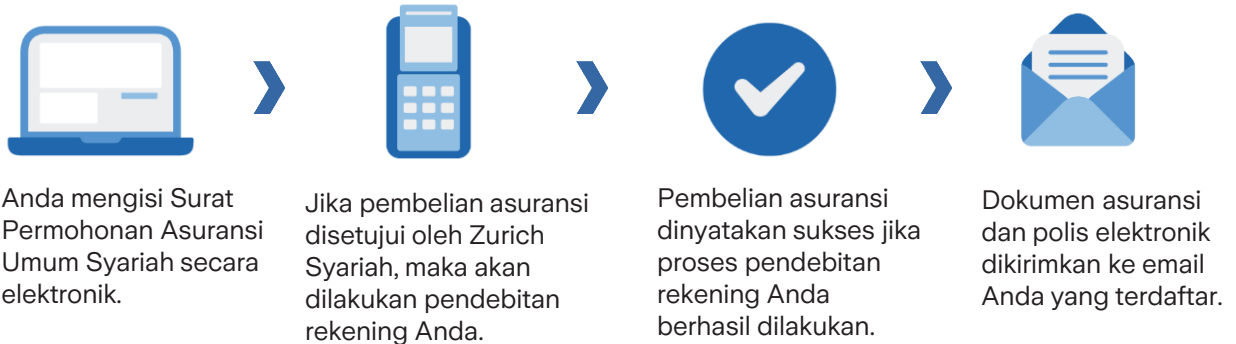 Anda mengisi Surat
Permohonan Asuransi
Umum Syariah secara
elektronik.
Jika pembelian asuransi
disetujui oleh Zurich
Syariah, maka akan
dilakukan pendebitan
rekening Anda.
Pembelian asuransi
dinyatakan sukses jika
proses pendebitan
rekening Anda
berhasil dilakukan.
Dokumen asuransi
dan polis elektronik
dikirimkan ke email
Anda yang terdaftar.